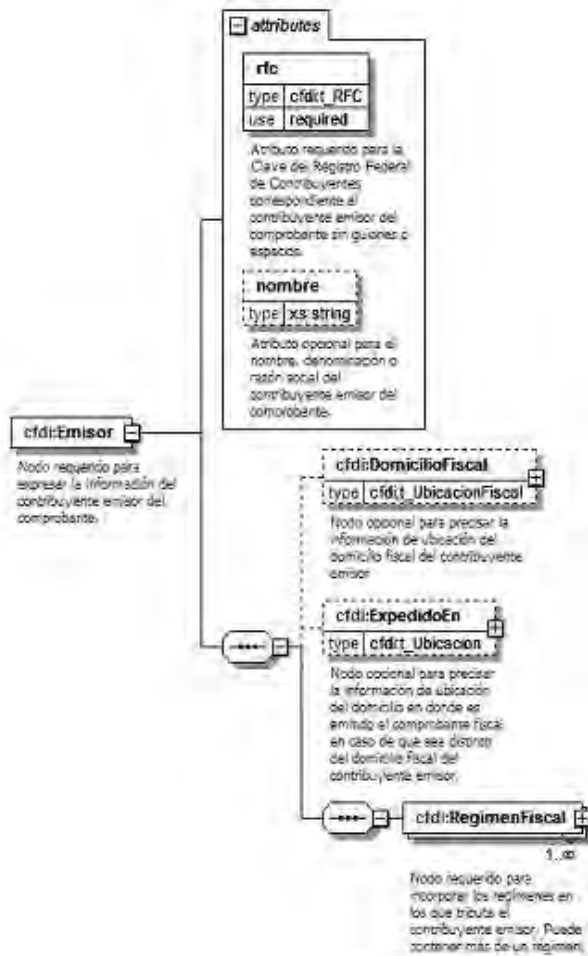 attributes
rfc
type cfdi:t_RFC
use required
Atributo requerido para la
Clave del Registro Federal
de Contribuyentes
correspondiente al
contribuyente emisor del
comprobante sin guiones o
espacios.
nombre
type xs:string
Atributo opcional para el
nombre, denominación o
razón social del
contribuyente emisor del
comprobante.
cfdi:Emisor
Nodo requerido para
expresar la información del
contribuyente emisor del
comprobante.
cfdi:DomicilioFiscal
type cfdi:t_UbicacionFiscal
Nodo opcional para precisar la
información de ubicación del
domicilio fiscal del contribuyente
emisor
cfdi:ExpedidoEn
type cfdi:t_Ubicacion
Nodo opcional para precisar
la información de ubicación
del domicilio en donde es
emitido el comprobante fiscal
en caso de que sea distinto
del domicilio fiscal del
contribuyente emisor.
cfdi:RegimenFiscal
1..∞
Nodo requerido para
incorporar los regímenes en
los que tributa el
contribuyente emisor. Puede
contener más de un régimen.